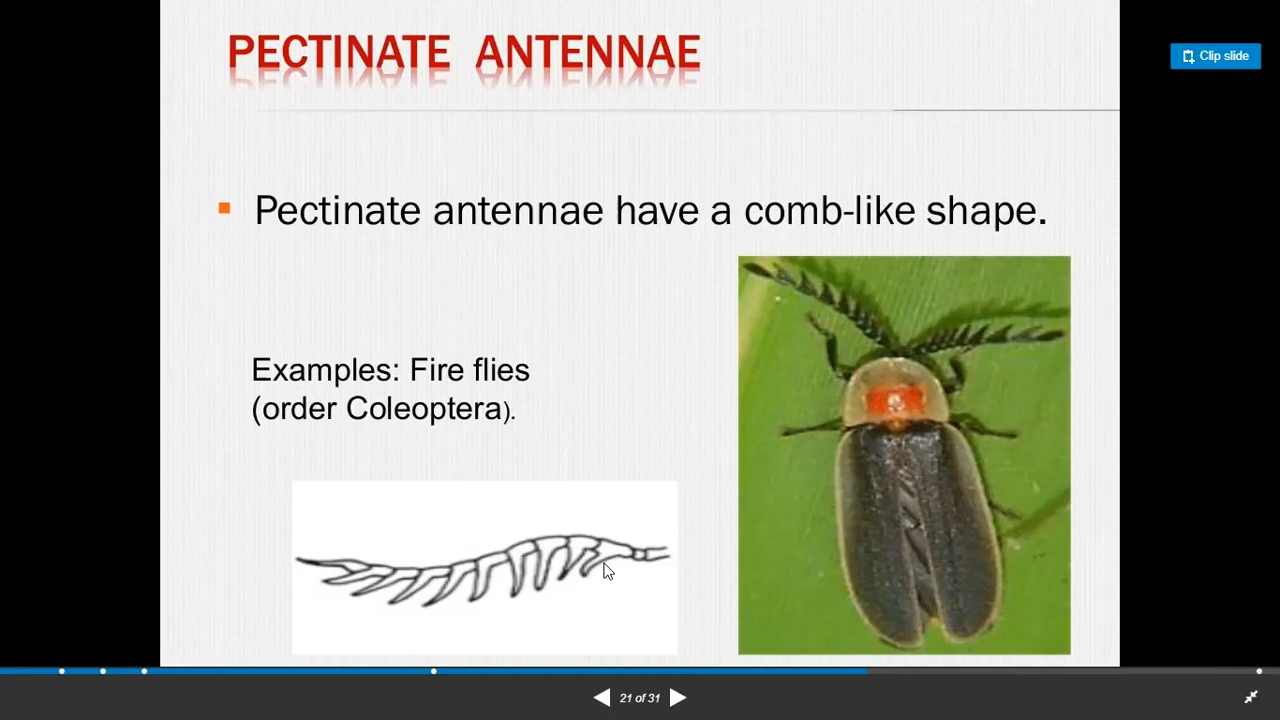 PECTINATE ANTENNAE
Clip slide
Pectinate antennae have a comb-like shape.
Examples: Fire flies
(order Coleoptera).
21 of 31